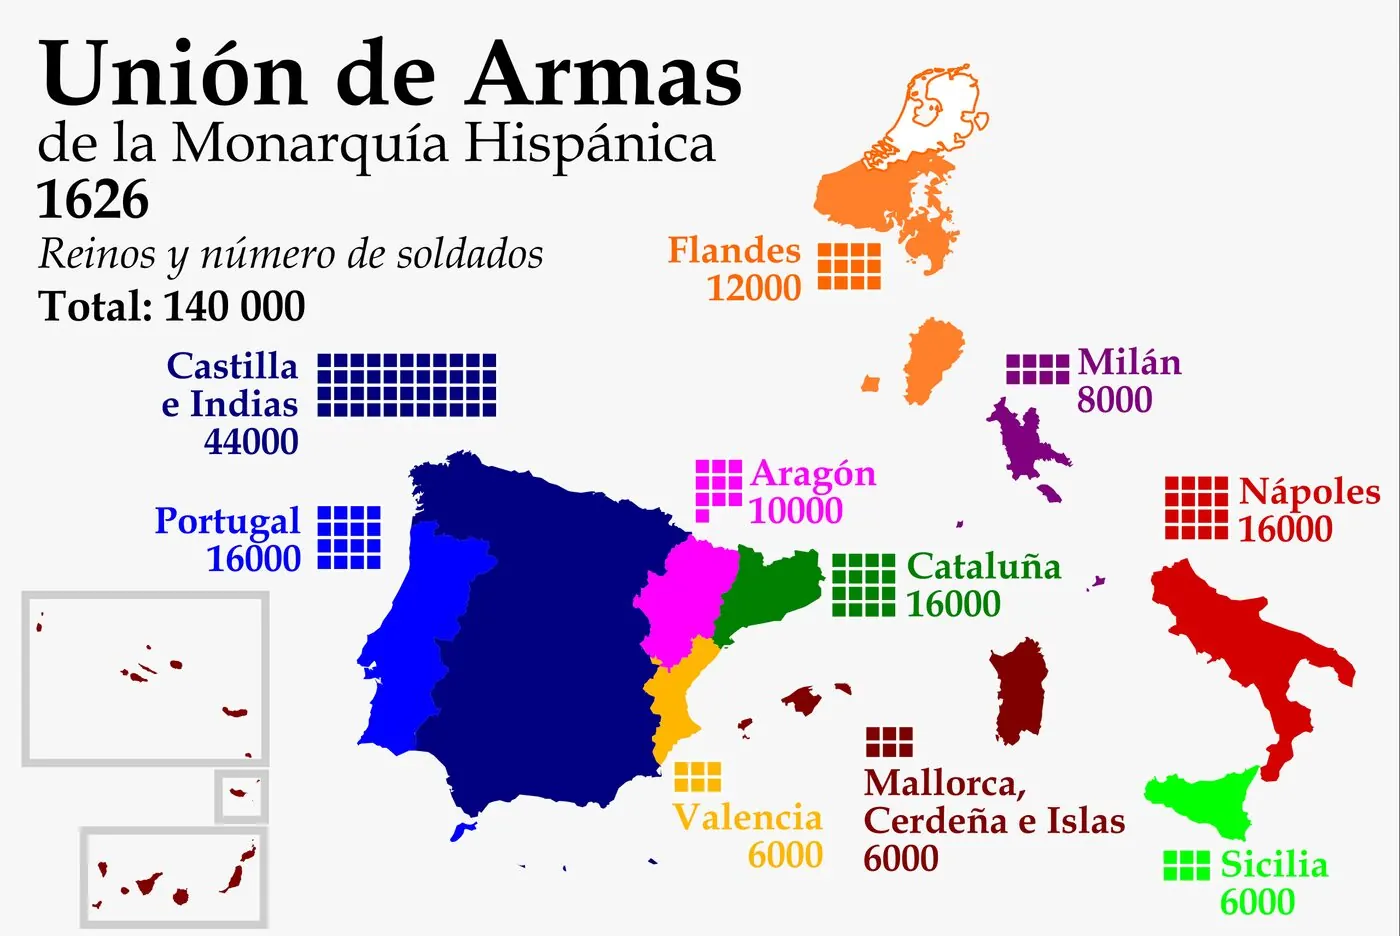 Unión de Armas
de la Monarquía Hispánica
1626
Reinos y número de soldados
Total: 140 000
Flandes
12000
Castilla
e Indias
44000
Milán
8000
Aragón
10000
Nápoles
16000
Portugal
16000
Cataluña
16000
Valencia
6000
Mallorca,
Cerdeña e Islas
6000
Sicilia
6000